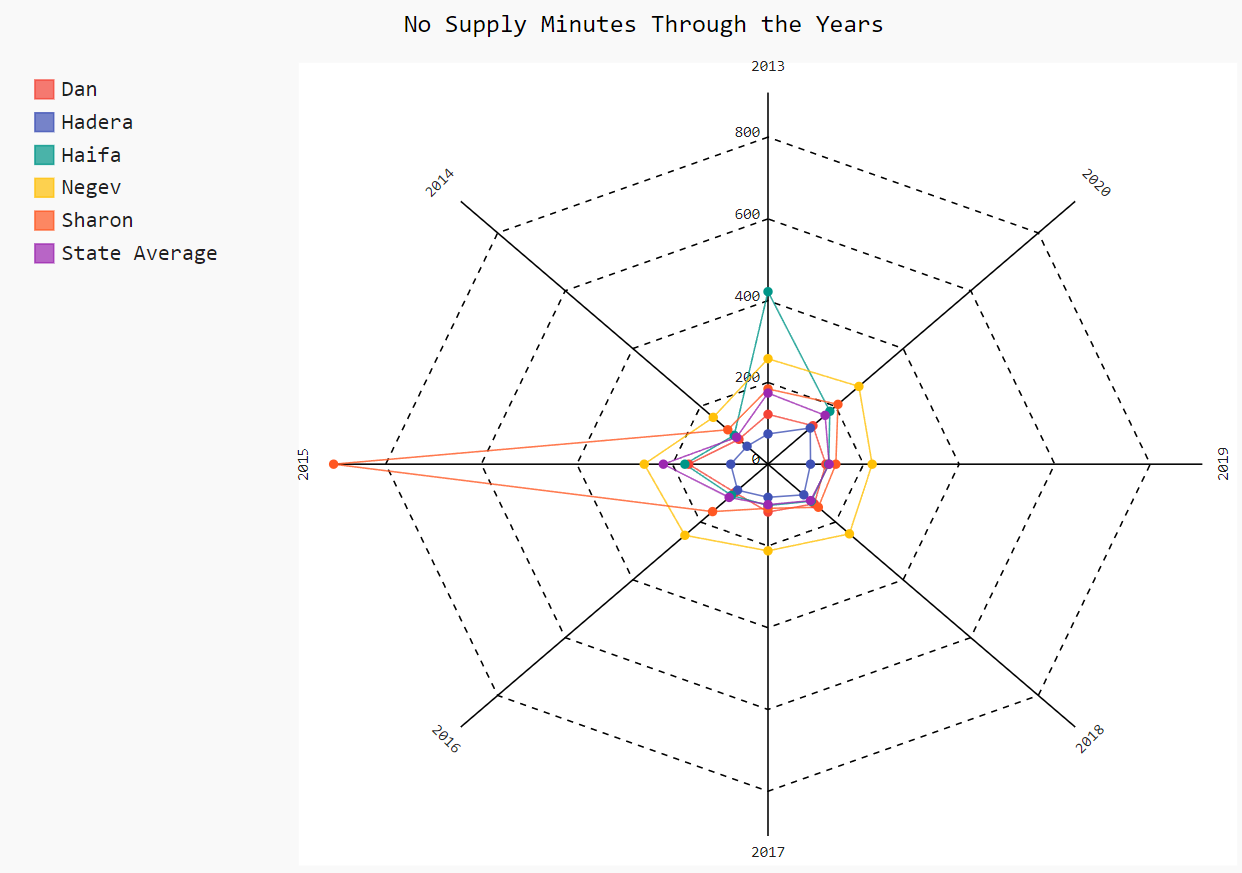 No Supply Minutes Through the Years
Dan
Hadera
Haifa
Negev
Sharon
State Average
2013
2014
2015
2016
2017
2018
2019
2020
800
600
400
200
0